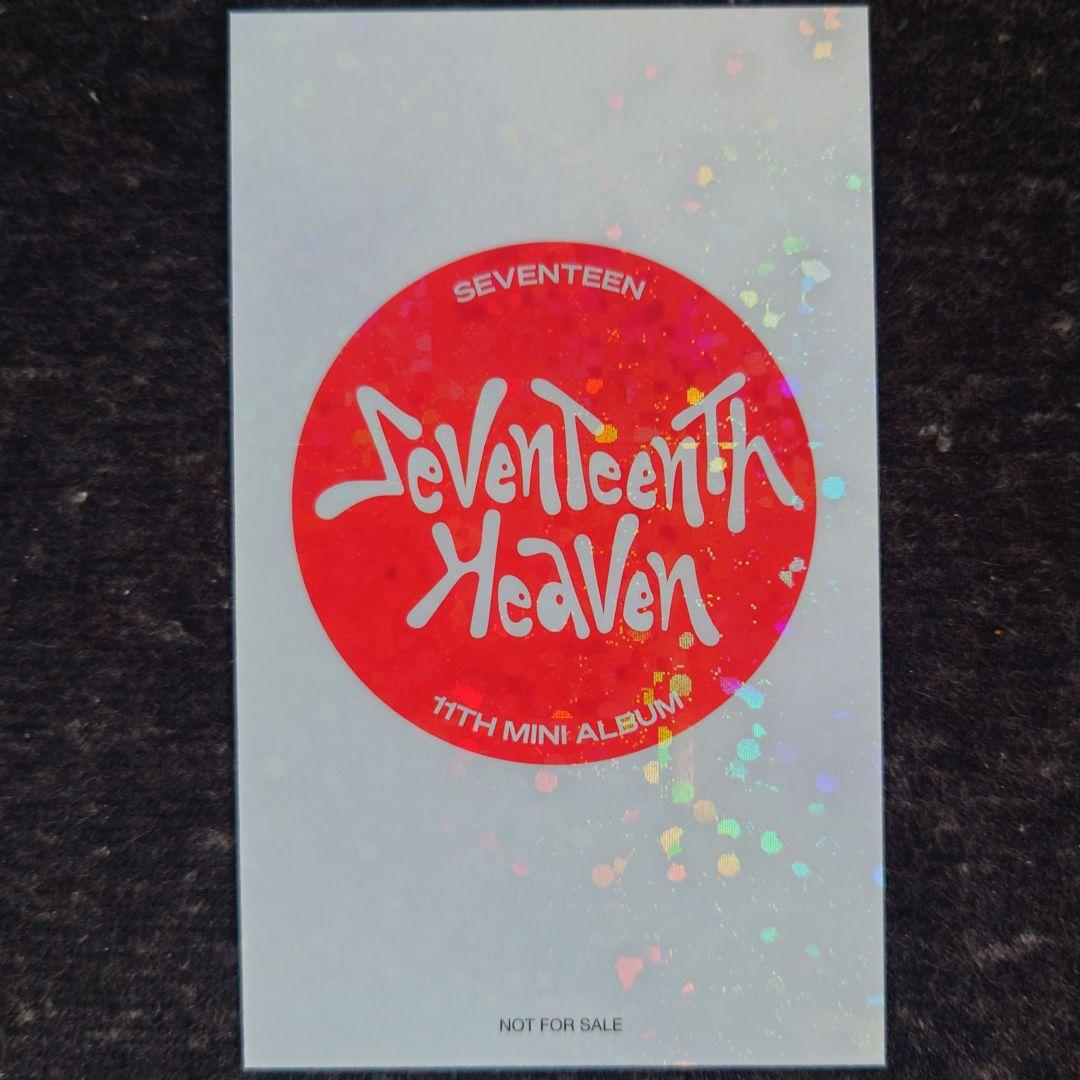 SEVENTEEN
SevenTeenTh
Heaven
11TH MINI ALBUM
NOT FOR SALE